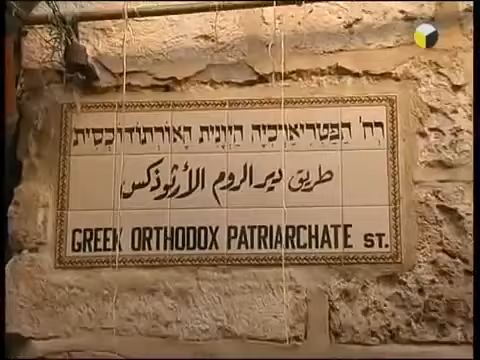 רח' הפטריארכיה היונית האורתודוכסית
طريق دير الروم الأرثوذكس
GREEK ORTHODOX PATRIARCHATE ST.